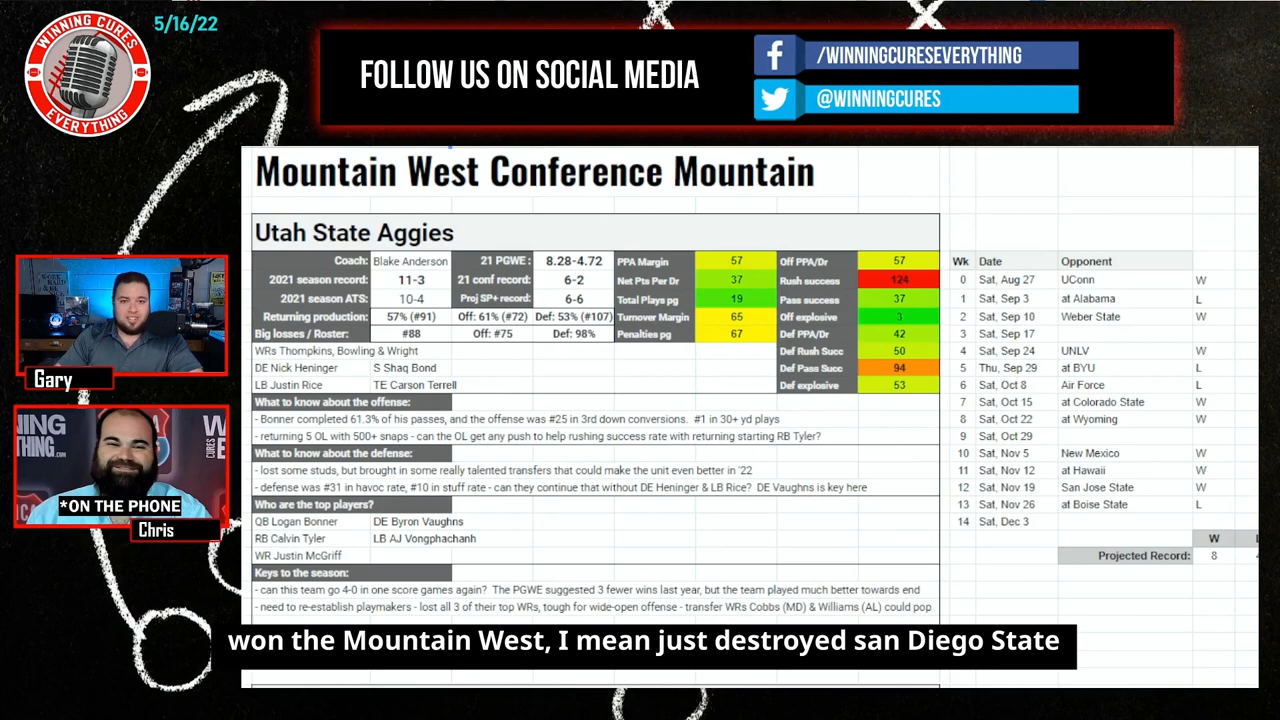 WINNING CURES
EVERYTHING
5/16/22
FOLLOW US ON SOCIAL MEDIA
/WINNINGCURESEVERYTHING
@WINNINGCURES
Mountain West Conference Mountain
Utah State Aggies
Coach: Blake Anderson 21 PGWE: 8.28-4.72 PPA Margin 57 Off PPA/Dr 57
2021 season record: 11-3 21 conf record: 6-2 Net Pts Per Dr 37 Rush success 124
2021 season ATS: 10-4 Proj SP+ record: 6-6 Total Plays pg 19 Pass success 37
Returning production: 57% (#91) Off: 61% (#72) Def: 53% (#107) Turnover Margin 65 Off explosive 3
Big losses / Roster: #88 Off: #75 Def: 98% Penalties pg 67 Def PPA/Dr 42
WRs Thompkins, Bowling & Wright Def Rush Succ 50
DE Nick Heninger S Shaq Bond Def Pass Succ 94
LB Justin Rice TE Carson Terrell Def explosive 53
What to know about the offense:
- Bonner completed 61.3% of his passes, and the offense was #25 in 3rd down conversions. #1 in 30+ yd plays
- returning 5 OL with 500+ snaps - can the OL get any push to help rushing success rate with returning starting RB Tyler?
What to know about the defense:
- lost some studs, but brought in some really talented transfers that could make the unit even better in '22
- defense was #31 in havoc rate, #10 in stuff rate - can they continue that without DE Heninger & LB Rice? DE Vaughns is key here
Who are the top players?
QB Logan Bonner DE Byron Vaughns
RB Calvin Tyler LB AJ Vongphachanh
WR Justin McGriff
Keys to the season:
- can this team go 4-0 in one score games again? The PGWE suggested 3 fewer wins last year, but the team played much better towards end
- need to re-establish playmakers - lost all 3 of their top WRs, tough for wide-open offense - transfer WRs Cobbs (MD) & Williams (AL) could pop
Wk Date Opponent
0 Sat, Aug 27 UConn W
1 Sat, Sep 3 at Alabama L
2 Sat, Sep 10 Weber State W
3 Sat, Sep 17
4 Sat, Sep 24 UNLV W
5 Thu, Sep 29 at BYU L
6 Sat, Oct 8 Air Force L
7 Sat, Oct 15 at Colorado State W
8 Sat, Oct 22 at Wyoming W
9 Sat, Oct 29
10 Sat, Nov 5 New Mexico W
11 Sat, Nov 12 at Hawaii W
12 Sat, Nov 19 San Jose State W
13 Sat, Nov 26 at Boise State L
14 Sat, Dec 3
W
Projected Record: 8
Gary
*ON THE PHONE
Chris
won the Mountain West, I mean just destroyed san Diego State